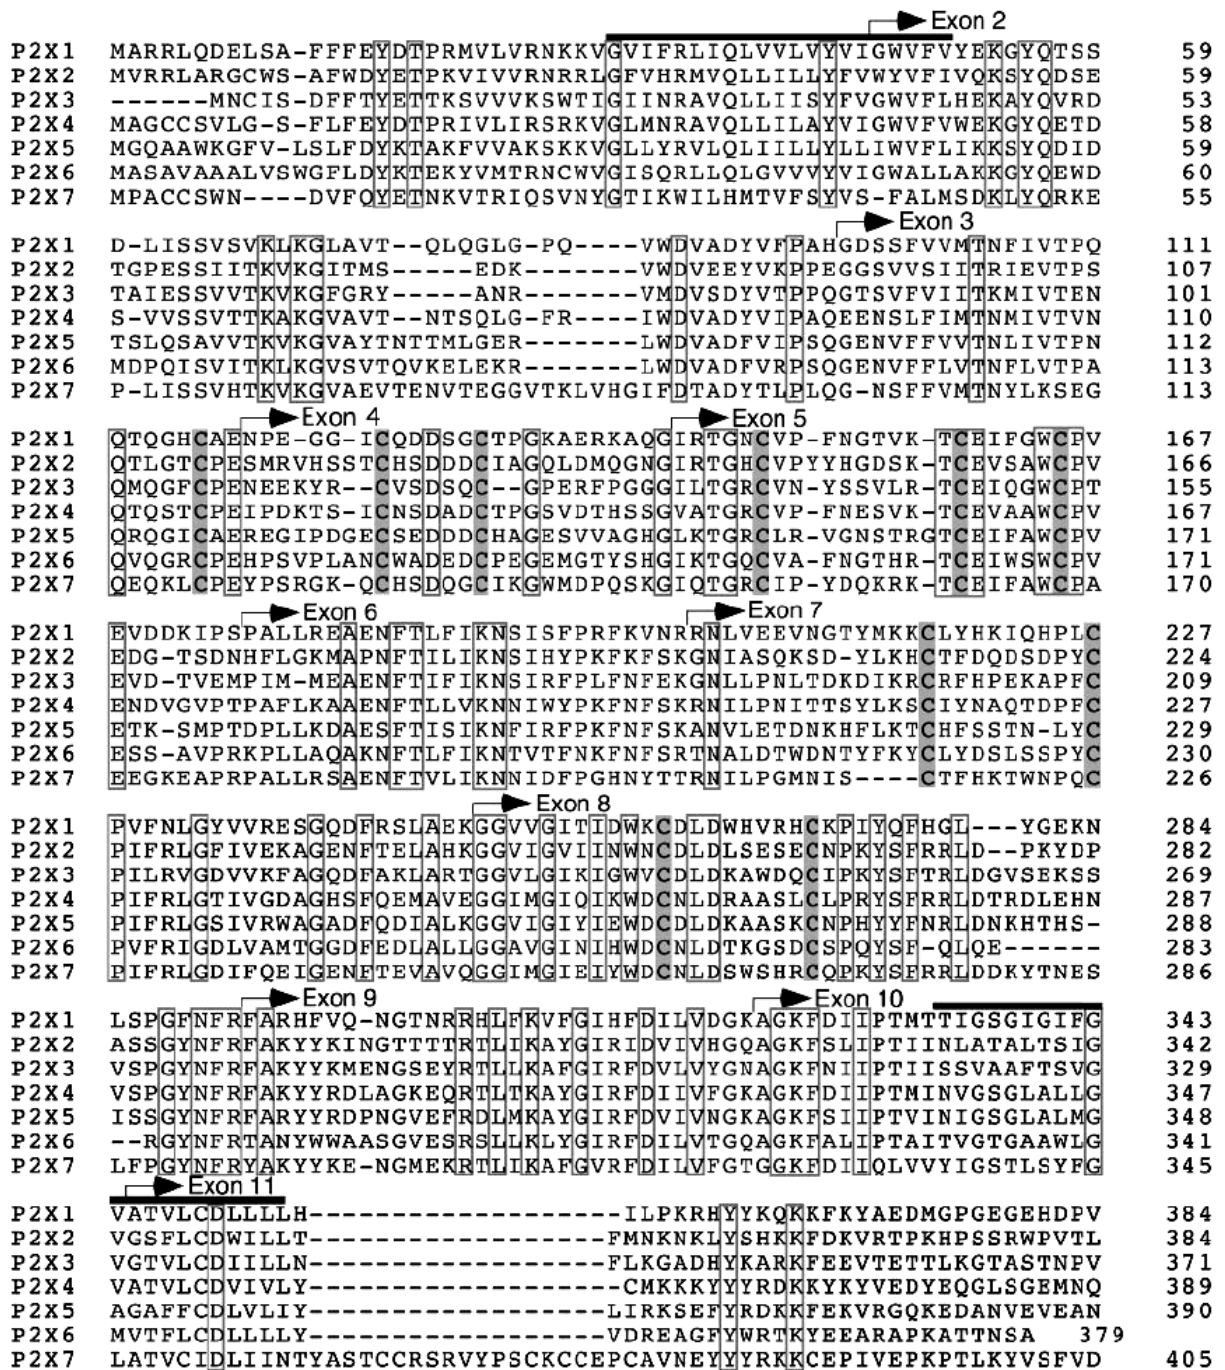 Exon 2
P2X1 MARRLQDELSA-FFFEYDTPRMVLVRNKKVGVIFRLIQLVVLVYVIGWVFVYEKGYQTSS 59
P2X2 MVRRLARGCWS-AFWDYETPKVIVVRNRRLGFVHRMVQLLILLYFVWYVFIVQKSYQDSE 59
P2X3 ------MNCIS-DFFTYETTKSVVVKSWTIGIINRAVQLLIISYFVGWVFLHEKAYQVRD 53
P2X4 MAGCCSVLG-S-FLFEYDTPRIVLIRSRKVGLMNRAVQLLILAYVIGWVFVWEKGYQETD 58
P2X5 MGQAAWKGFV-LSLFDYKTAKFVVAKSKKVGLLYRVLQLIILLYLLIWVFLIKKSYQDID 59
P2X6 MASAVAAALVSWGFLDYKTEKYVMTRNCWVGISQRLLQLGVVVYVIGWALLAKKGYQEWD 60
P2X7 MPACCSWN----DVFQYETNKVTRIQSVNYGTIKWILHMTVFSYVS-FALMSDKLYQRKE 55
Exon 3
P2X1 D-LISSVSVKLKGLAVT--QLQGLG-PQ----VWDVADYVFPAHGDSSFVVMTNFIVTPQ 111
P2X2 TGPESSIITKVKGITMS-----EDK-------VWDVEEYVKPPEGGSVVSIITRIEVTPS 107
P2X3 TAIESSVVTKVKGFGRY-----ANR-------VMDVSDYVTPPQGTSVFVIITKMIVTEN 101
P2X4 S-VVSSVTTKAKGVAVT--NTSQLG-FR----IWDVADYVIPAQEENSLFIMTNMIVTVN 110
P2X5 TSLQSAVVTKVKGVAYTNTTMLGER-------LWDVADFVIPSQGENVFFVVTNLIVTPN 112
P2X6 MDPQISVITKLKGVSVTQVKELEKR-------LWDVADFVRPSQGENVFFLVTNFLVTPA 113
P2X7 P-LISSVHTKVKGVAEVTENVTEGGVTKLVHGIFDTADYTLPLQG-NSFFVMTNYLKSEG 113
Exon 4 Exon 5
P2X1 QTQGHCAENPE-GG-ICQDDSGCTPGKAERKAQGIRTGNCVP-FNGTVK-TCEIFGWCPV 167
P2X2 QTLGTCPESMRVHSSTCHSDDDCIAGQLDMQGNGIRTGHCVPYYHGDSK-TCEVSAWCPV 166
P2X3 QMQGFCPENEEKYR--CVSDSQC--GPERFPGGGILTGRCVN-YSSVLR-TCEIQGWCPT 155
P2X4 QTQSTCPEIPDKTS-ICNSDADCTPGSVDTHSSGVATGRCVP-FNESVK-TCEVAAWCPV 167
P2X5 QRQGICAEREGIPDGECSEDDDCHAGESVVAGHGLKTGRCLR-VGNSTRGTCEIFAWCPV 171
P2X6 QVQGRCPEHPSVPLANCWADEDCPEGEMGTYSHGIKTGQCVA-FNGTHR-TCEIWSWCPV 171
P2X7 QEQKLCPEYPSRGK-QCHSDQGCIKGWMDPQSKGIQTGRCIP-YDQKRK-TCEIFAWCPA 170
Exon 6 Exon 7
P2X1 EVDDKIPSPALLREAENFTLFIKNSISFPRFKVNRRNLVEEVNGTYMKKCLYHKIQHPLC 227
P2X2 EDG-TSDNHFLGKMAPNFTILIKNSIHYPKFKFSKGNIASQKSD-YLKHCTFDQDSDPYC 224
P2X3 EVD-TVEMPIM-MEAENFTIFIKNSIRFPLFNFEKGNLLPNLTDKDIKRCRFHPEKAPFC 209
P2X4 ENDVGVPTPAFLKAAENFTLLVKNNIWYPKFNFSKRNILPNITTSYLKSCIYNAQTDPFC 227
P2X5 ETK-SMPTDPLLKDAESFTISIKNFIRFPKFNFSKANVLETDNKHFLKTCHFSSTN-LYC 229
P2X6 ESS-AVPRKPLLAQAKNFTLFIKNTVTFNKFNFSRTNALDTWDNTYFKYCLYDSLSSPYC 230
P2X7 EEGKEAPRPALLRSAENFTVLIKNNIDFPGHNYTTRNILPGMNIS----CTFHKTWNPQC 226
Exon 8
P2X1 PVFNLGYVVRESGQDFRSLAEKGGVVGITIDWKCDLDWHVRHCKPIYQFHGL---YGEKN 284
P2X2 PIFRLGFIVEKAGENFTELAHKGGVIGVIINWNCDLDLSESECNPKYSFRRLD--PKYDP 282
P2X3 PILRVGDVVKFAGQDFAKLARTGGVLGIKIGWVCDLDKAWDQCIPKYSFTRLDGVSEKSS 269
P2X4 PIFRLGTIVGDAGHSFQEMAVEGGIMGIQIKWDCNLDRAASLCLPRYSFRRLDTRDLEHN 287
P2X5 PIFRLGSIVRWAGADFQDIALKGGVIGIYIEWDCDLDKAASKCNPHYYFNRLDNKHTHS- 288
P2X6 PVFRIGDLVAMTGGDFEDLALLGGAVGINIHWDCNLDTKGSDCSPQYSF-QLQE------ 283
P2X7 PIFRLGDIFQEIGENFTEVAVQGGIMGIEIYWDCNLDSWSHRCQPKYSFRRLDDKYTNES 286
Exon 9 Exon 10
P2X1 LSPGFNFRFARHFVQ-NGTNRRHLFKVFGIHFDILVDGKAGKFDIIPTMTTIGSGIGIFG 343
P2X2 ASSGYNFRFAKYYKINGTTTTRTLIKAYGIRIDVIVHGQAGKFSLIPTIINLATALTSIG 342
P2X3 VSPGYNFRFAKYYKMENGSEYRTLLKAFGIRFDVLVYGNAGKFNIIPTIISSVAAFTSVG 329
P2X4 VSPGYNFRFAKYYRDLAGKEQRTLTKAYGIRFDIIVFGKAGKFDIIPTMINVGSGLALLG 347
P2X5 ISSGYNFRFARYYRDPNGVEFRDLMKAYGIRFDVIVNGKAGKFSIIPTVINIGSGLALMG 348
P2X6 --RGYNFRTANYWWAASGVESRSLLKLYGIRFDILVTGQAGKFALIPTAITVGTGAAWLG 341
P2X7 LFPGYNFRYAKYYKE-NGMEKRTLIKAFGVRFDILVFGTGGKFDIIQLVVYIGSTLSYFG 345
Exon 11
P2X1 VATVLCDLLLLLH-------------------ILPKRHYYKQKKFKYAEDMGPGEGEHDPV 384
P2X2 VGSFLCDWILLT------------------FMNKNKLYSHKKFDKVRTPKHPSSRWPVTL 384
P2X3 VGTVLCDIILLN------------------FLKGADHYKARKFEEVTETTLKGTASTNPV 371
P2X4 VATVLCDVIVLY-------------------CMKKKYYYRDKKYKYVEDYEQGLSGEMNQ 389
P2X5 AGAFFCDLVLIY------------------LIRKSEFYRDKKFEKVRGQKEDANVEVEAN 390
P2X6 MVTFLCDLLLLY------------------VDREAGFYWRTKYEEARAPKATTNSA 379
P2X7 LATVCIDLIINTYASTCCRSRVYPSCKCCEPCAVNEYYYRKKCEPIVEPKPTLKYVSFVD 405